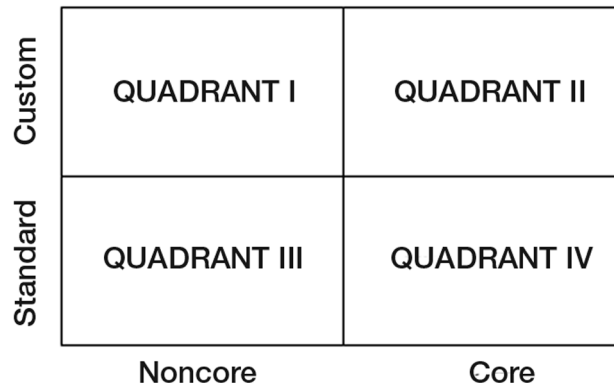 Custom
QUADRANT I
QUADRANT II
Standard
QUADRANT III
QUADRANT IV
Noncore
Core